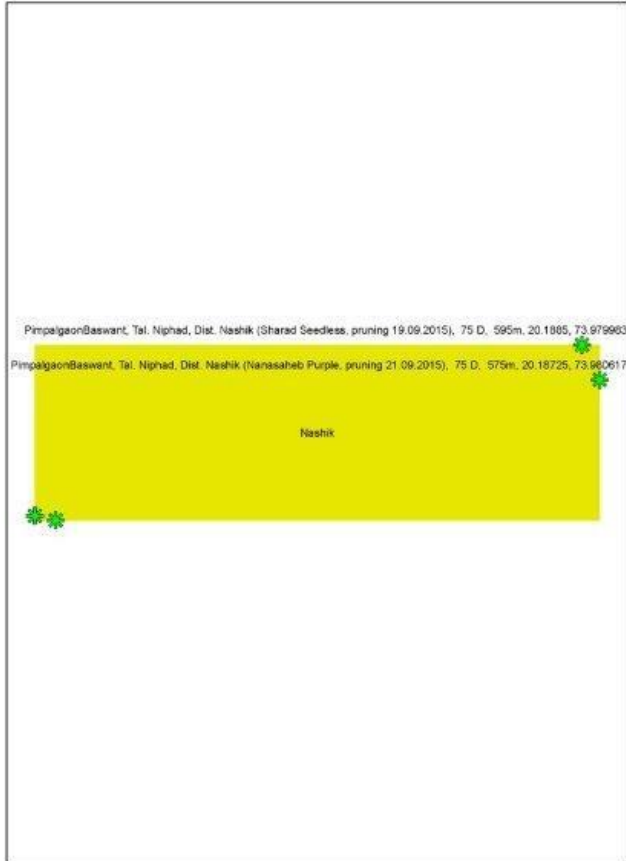 PimpalgaonBaswant, Tal. Niphad, Dist. Nashik (Sharad Seedless, pruning 19.09.2015), 75 D, 595m, 20.1885, 73.979983
PimpalgaonBaswant, Tal. Niphad, Dist. Nashik (Nanasaheb Purple, pruning 21.09.2015), 75 D, 575m, 20.18725, 73.980617
Nashik